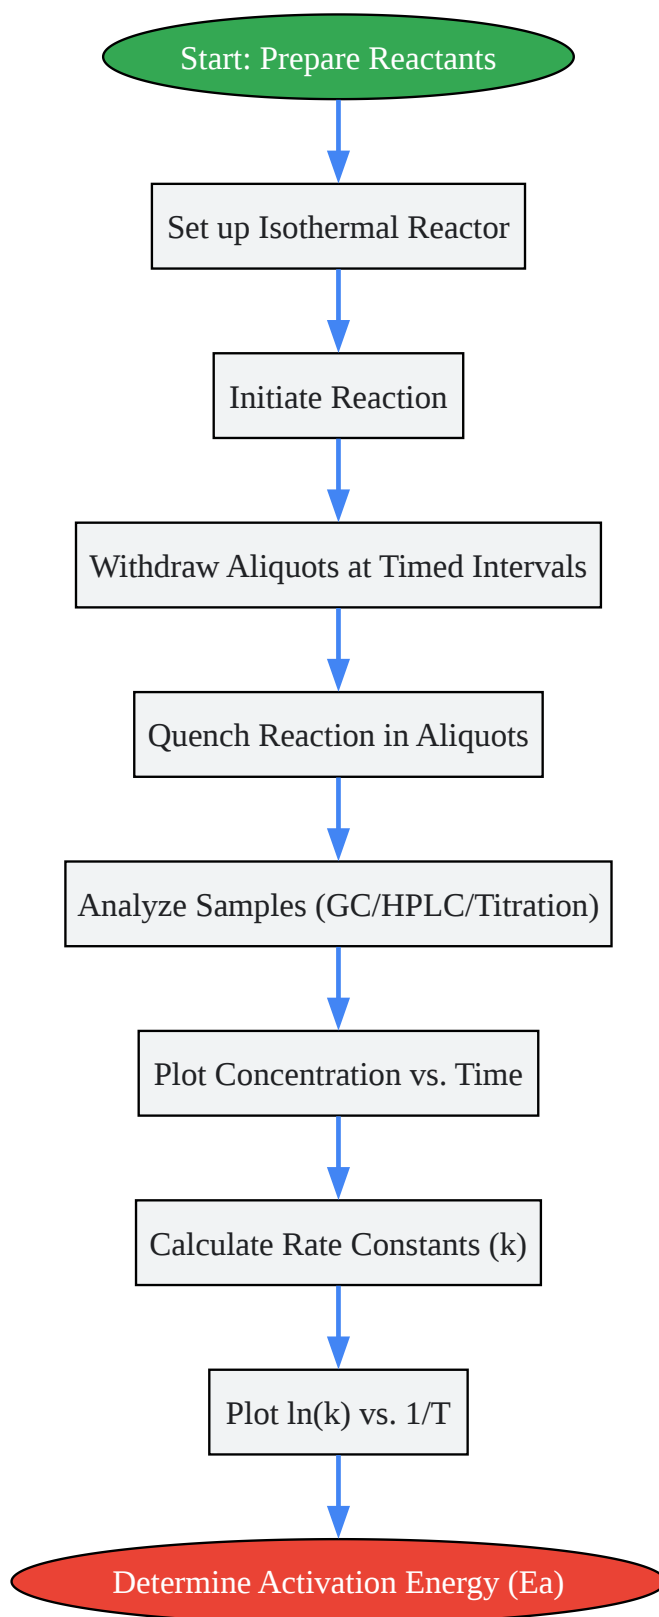 Start: Prepare Reactants
Set up Isothermal Reactor
Initiate Reaction
Withdraw Aliquots at Timed Intervals
Quench Reaction in Aliquots
Analyze Samples (GC/HPLC/Titration)
Plot Concentration vs. Time
Calculate Rate Constants (k)
Plot ln(k) vs. 1/T
Determine Activation Energy (Ea)